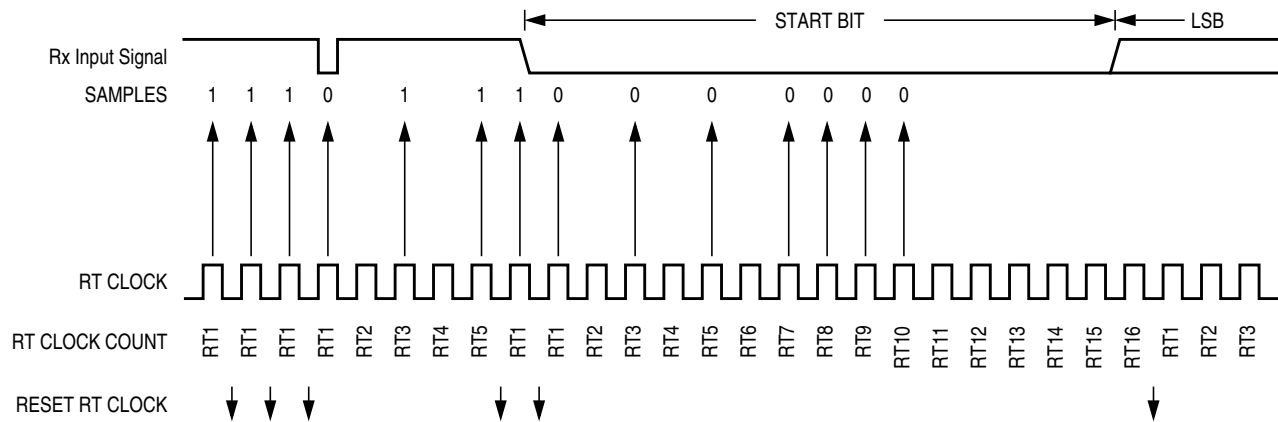 START BIT LSB
Rx Input Signal
SAMPLES 1 1 1 0 1 1 1 0 0 0 0 0 0 0
RT CLOCK
RT CLOCK COUNT RT1 RT1 RT1 RT1 RT2 RT3 RT4 RT5 RT1 RT1 RT2 RT3 RT4 RT5 RT6 RT7 RT8 RT9 RT10 RT11 RT12 RT13 RT14 RT15 RT16 RT1 RT2 RT3
RESET RT CLOCK